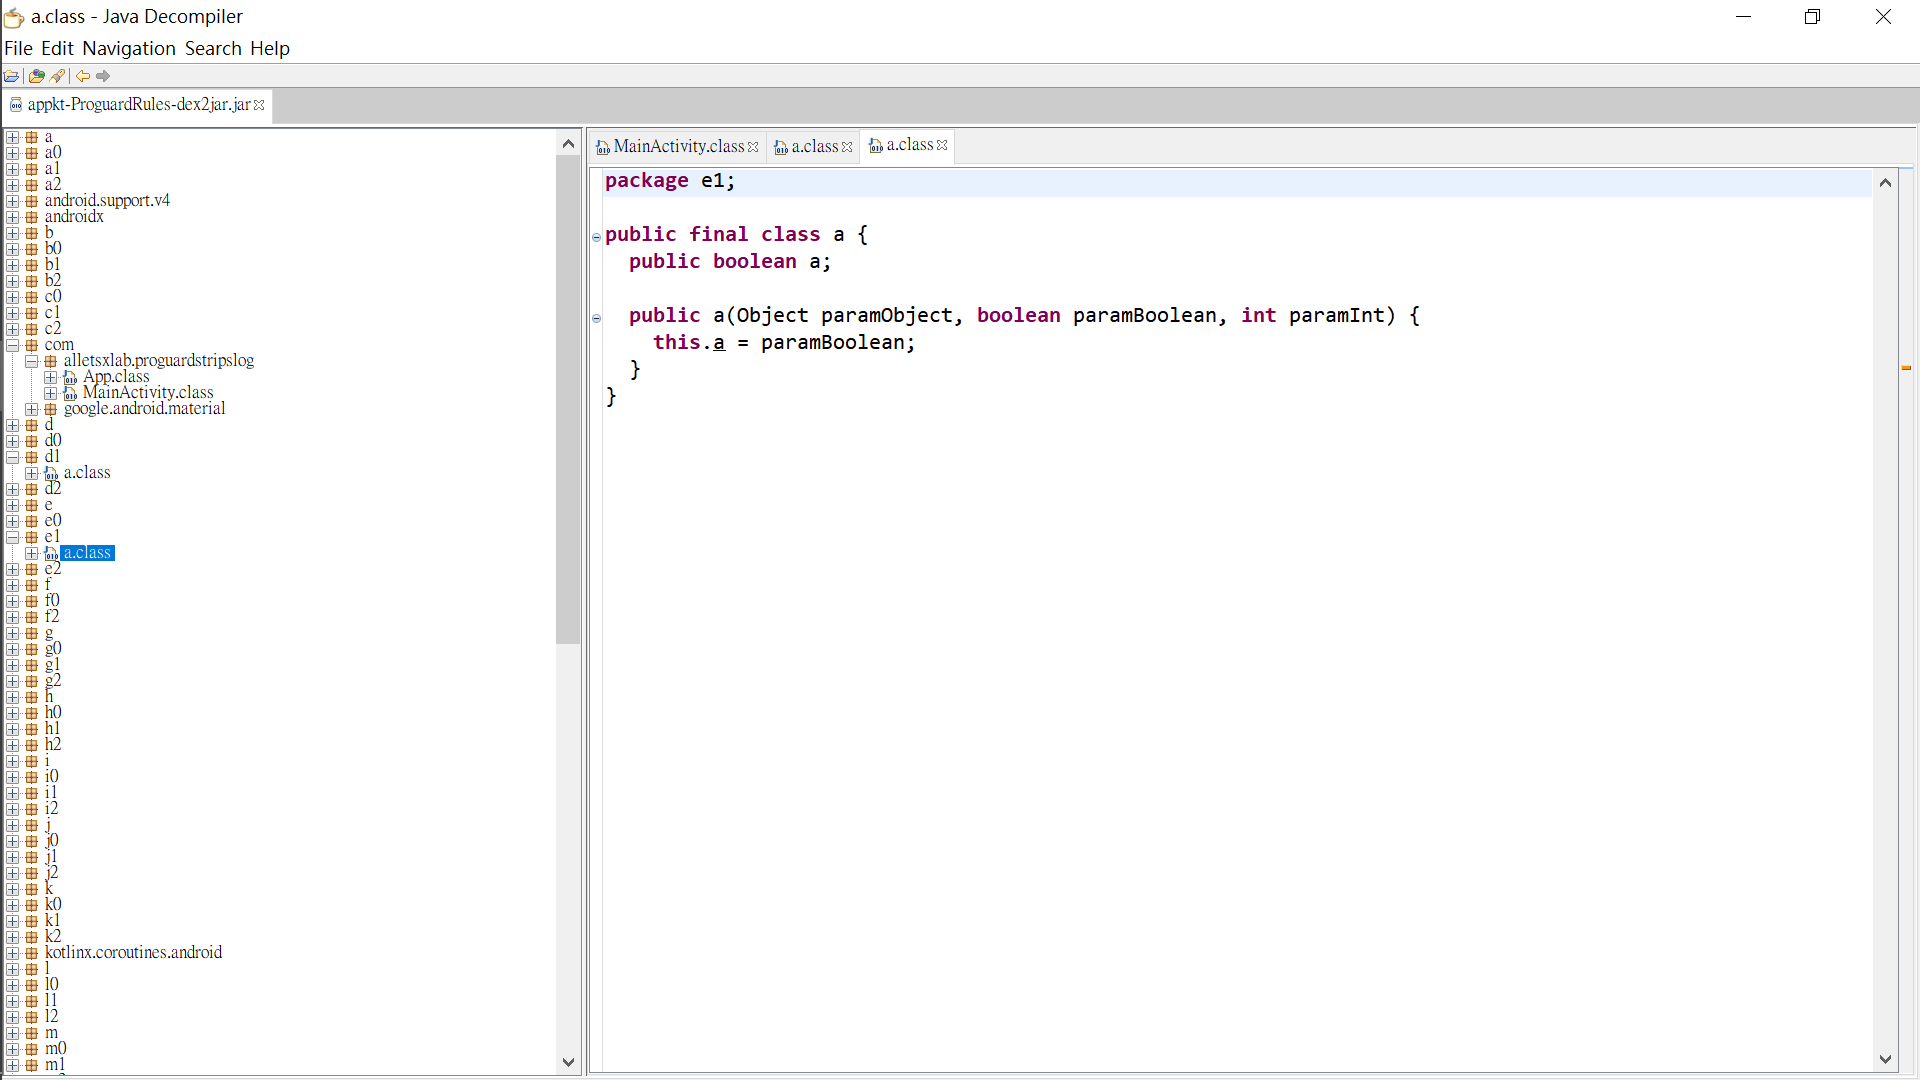 a.class - Java Decompiler
File Edit Navigation Search Help
appkt-ProguardRules-dex2jar.jar
a
a0
a1
a2
android.support.v4
androidx
b
b0
b1
b2
c0
c1
c2
com
alletsxlab.proguardstripslog
App.class
MainActivity.class
google.android.material
d
d0
d1
a.class
d2
e
e0
e1
a.class
e2
f
f0
f2
g
g0
g1
g2
h
h0
h1
h2
i
i0
i1
i2
j
j0
j1
j2
k
k0
k1
k2
kotlinx.coroutines.android
l
l0
l1
l2
m
m0
m1
MainActivity.class a.class a.class
package e1;
public final class a {
public boolean a;
public a(Object paramObject, boolean paramBoolean, int paramInt) {
this.a = paramBoolean;
}
}